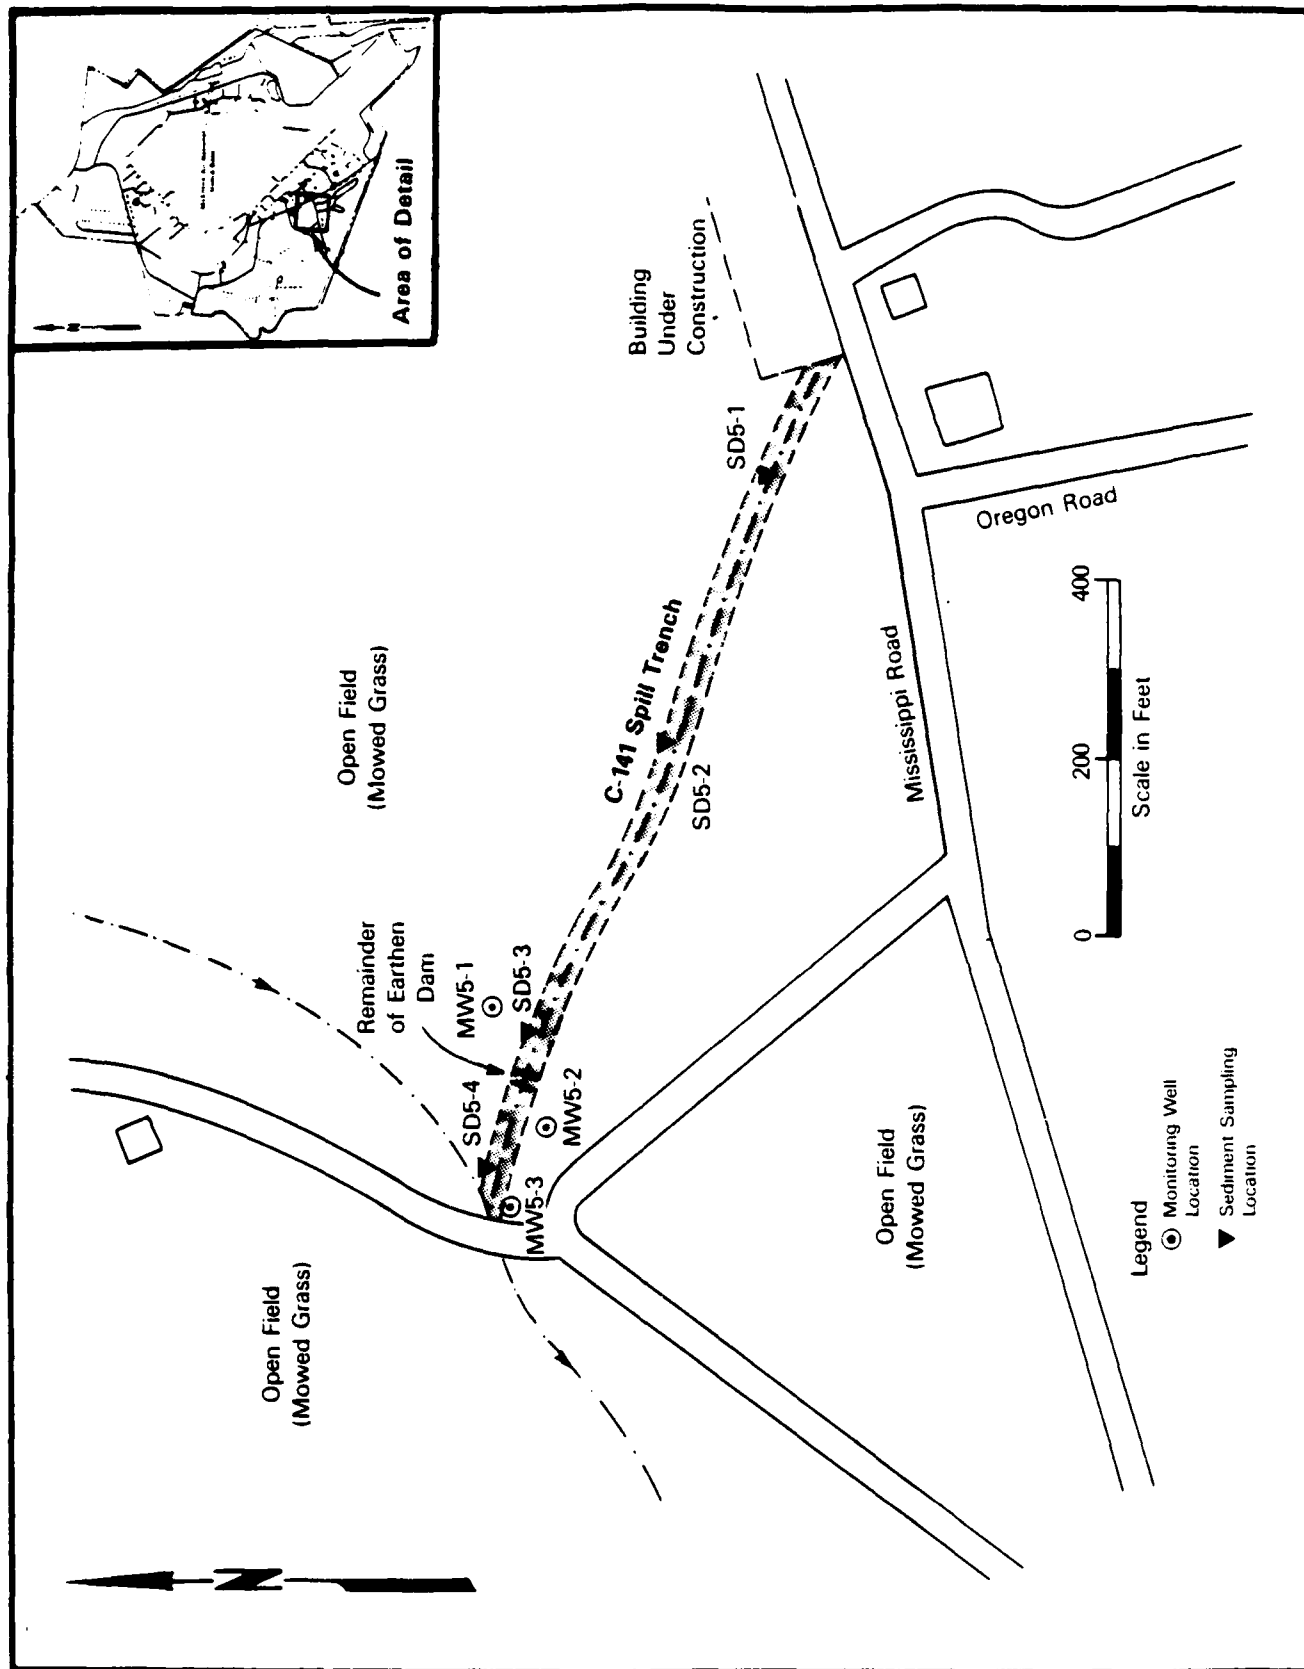 N
Area of Detail
Building
Under
Construction
SD5-1
Oregon Road
Open Field
(Mowed Grass)
C-141 Spill Trench
SD5-2
Mississippi Road
0
200
400
Scale in Feet
Remainder
of Earthen
Dam
MW5-1
SD5-3
SD5-4
MW5-2
MW5-3
Open Field
(Mowed Grass)
Open Field
(Mowed Grass)
Legend
Monitoring Well
Location
Sediment Sampling
Location
N